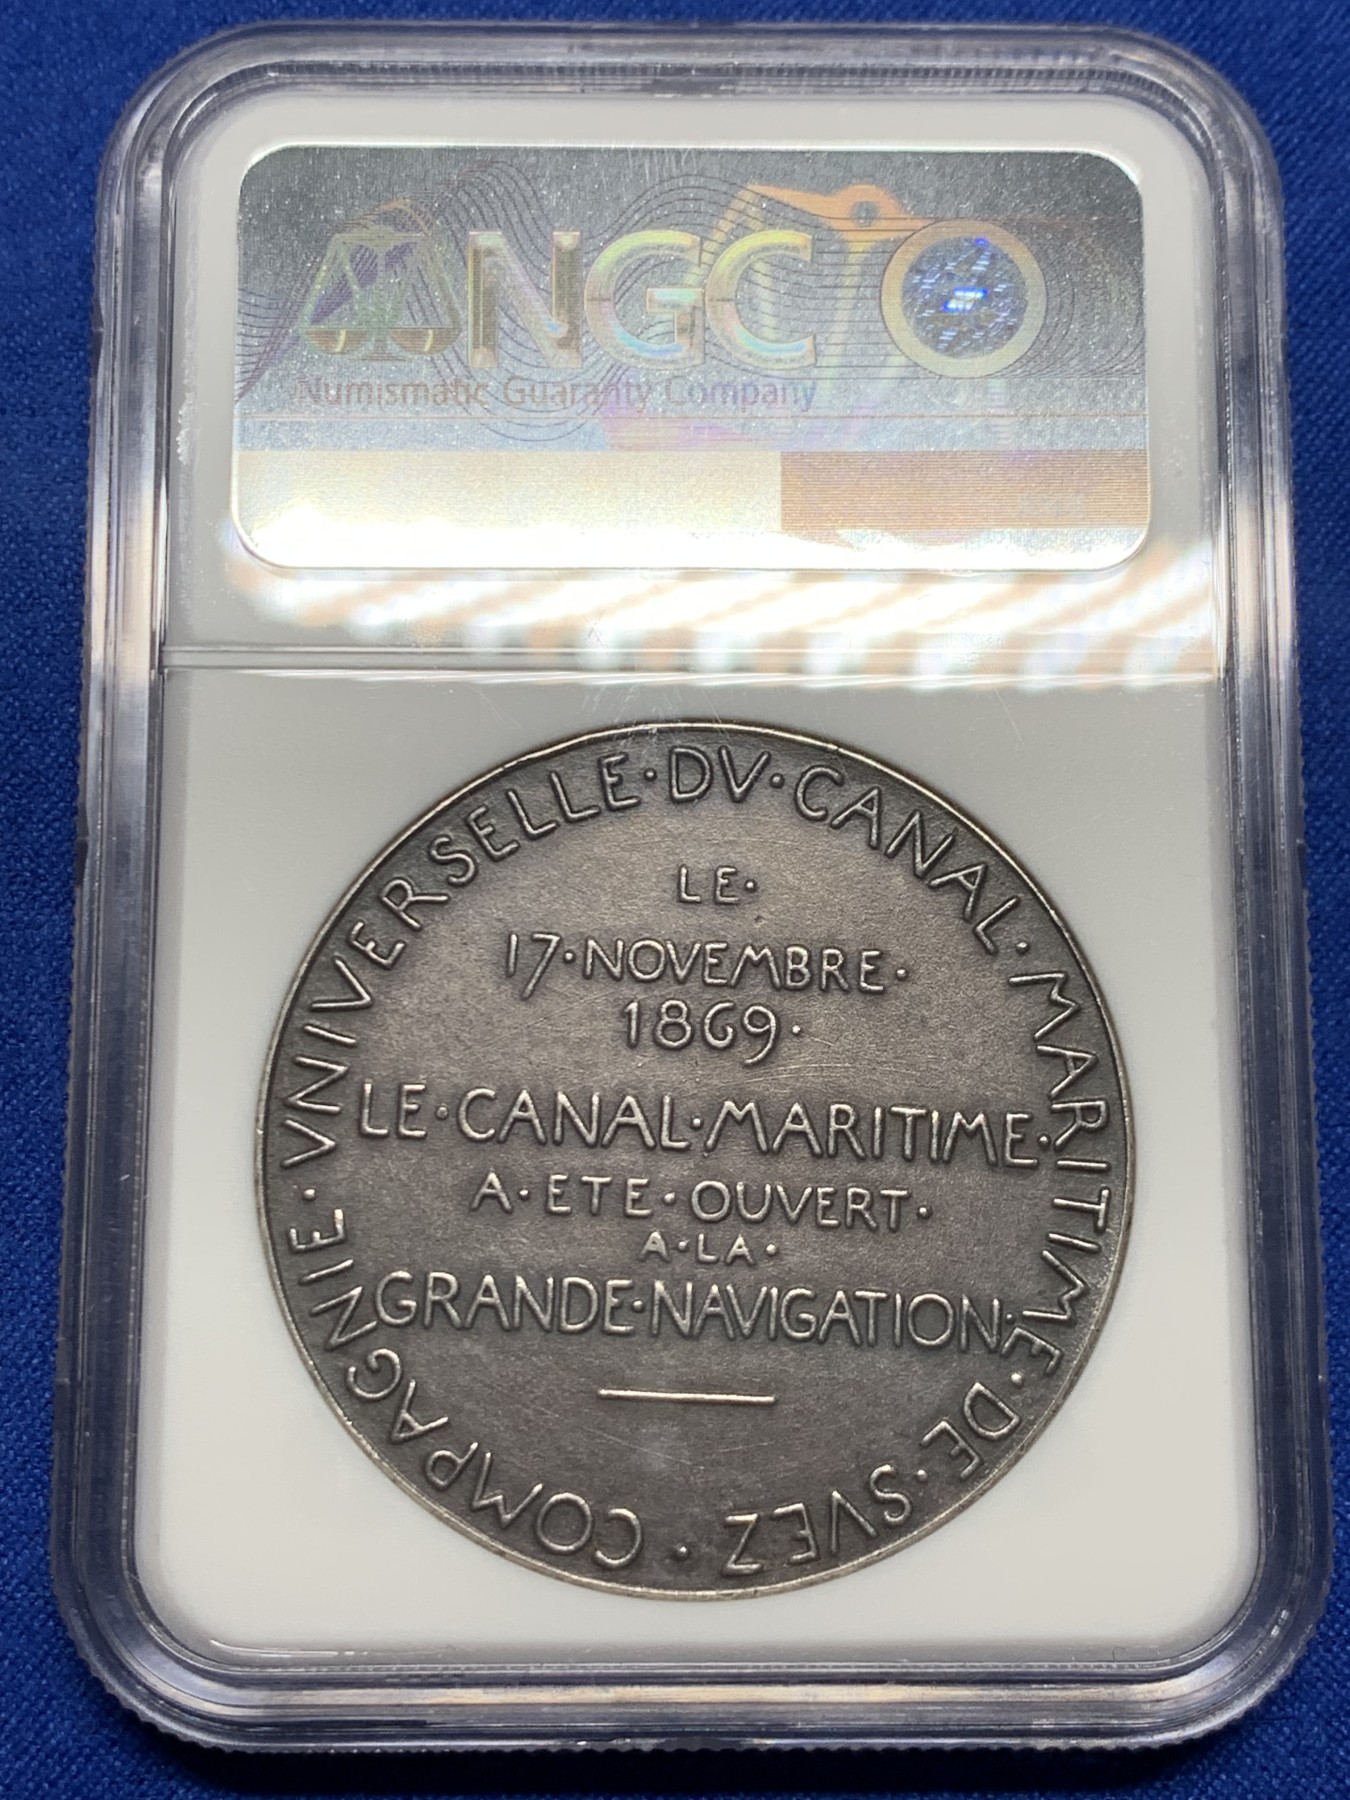 NGC
Numismatic Guaranty Company
COMPAGNIE · VNIVERSELLE · DV · CANAL · MARITIME · DE · SVEZ ·
LE ·
17 · NOVEMBRE ·
1869 ·
LE · CANAL · MARITIME ·
A · ETE · OUVERT ·
A · LA ·
GRANDE · NAVIGATION ·